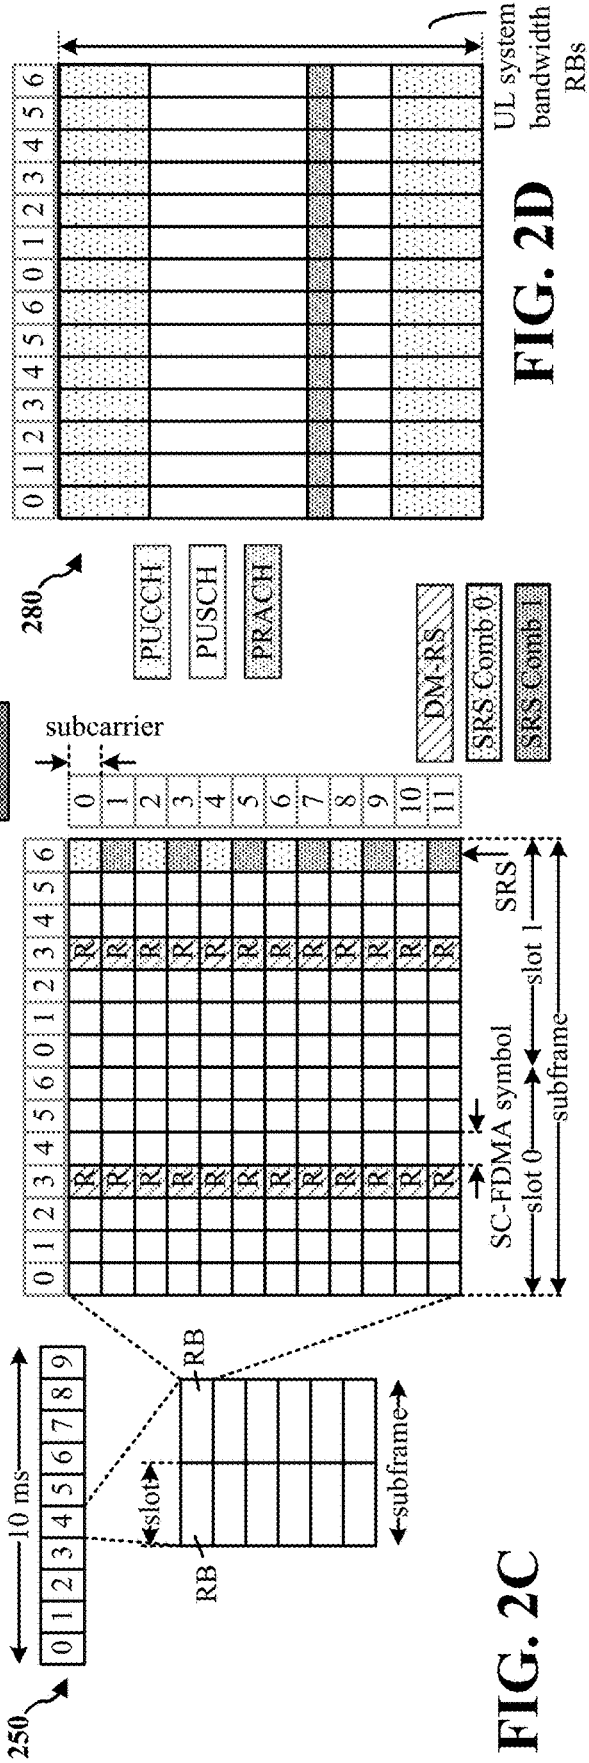 250
10 ms
0 1 2 3 4 5 6 7 8 9
slot
RB
RB
subframe
FIG. 2C
0 1 2 3 4 5 6 0 1 2 3 4 5 6
subcarrier
R R 0
R R 1
R R 2
R R 3
R R 4
R R 5
R R 6
R R 7
R R 8
R R 9
R R 10
R R 11
SC-FDMA symbol
SRS
slot 0
slot 1
subframe
DM-RS
SRS Comb 0
SRS Comb 1
280
PUCCH
PUSCH
PRACH
0 1 2 3 4 5 6 0 1 2 3 4 5 6
UL system
bandwidth
RBs
FIG. 2D